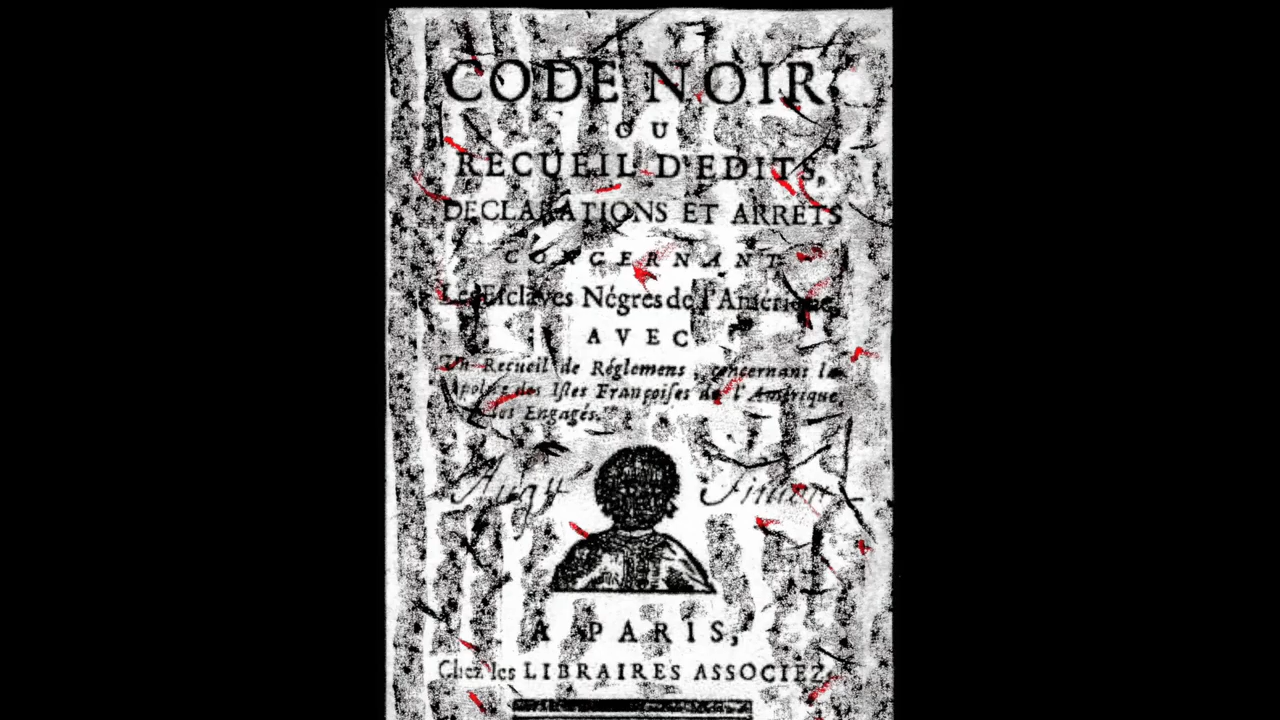 CODE NOIR
OU
RECUEIL D'EDITS,
DÉCLARATIONS ET ARRETS
CONCERNANT
Les Esclaves Négres de l'Amérique,
AVEC
Un Recueil de Réglemens, concernant la
Police des Isles Françoises de l'Amérique,
les Engagés.
A PARIS,
Chez les LIBRAIRES ASSOCIEZ.